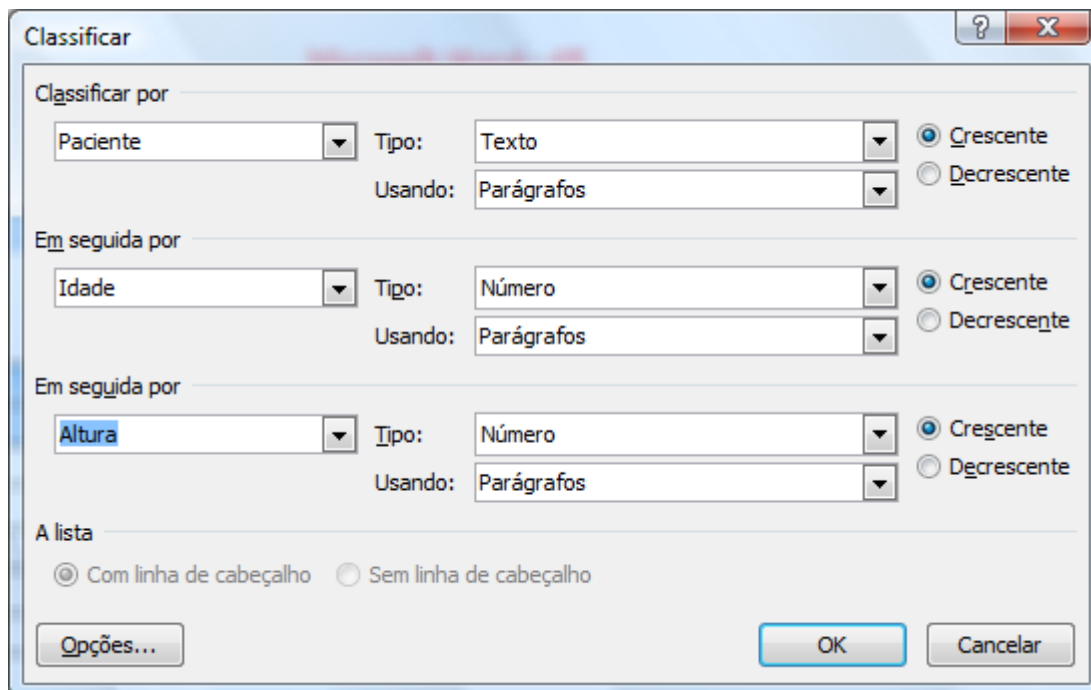 Classificar
Classificar por
Paciente Tipo: Texto Crescente
Usando: Parágrafos Decrescente
Em seguida por
Idade Tipo: Número Crescente
Usando: Parágrafos Decrescente
Em seguida por
Altura Tipo: Número Crescente
Usando: Parágrafos Decrescente
A lista
Com linha de cabeçalho Sem linha de cabeçalho
Opções... OK Cancelar